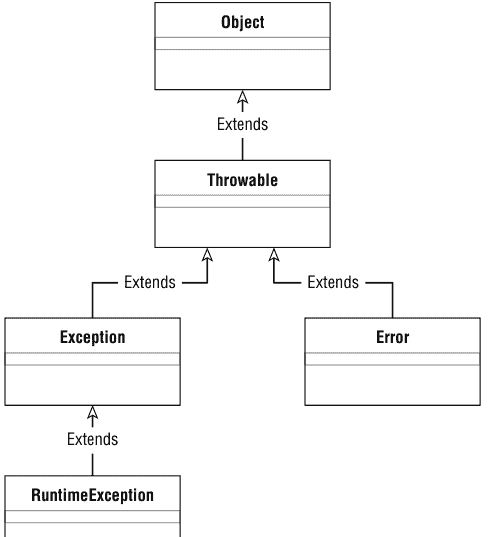 Object
Extends
Throwable
Extends
Extends
Exception
Error
Extends
RuntimeException